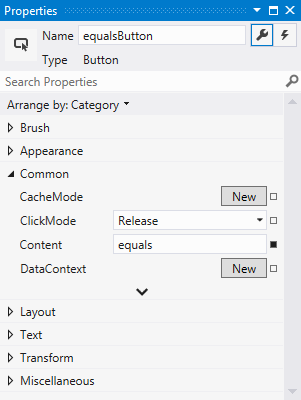 Properties
Name equalsButton
Type Button
Search Properties
Arrange by: Category
Brush
Appearance
Common
CacheMode New
ClickMode Release
Content equals
DataContext New
Layout
Text
Transform
Miscellaneous